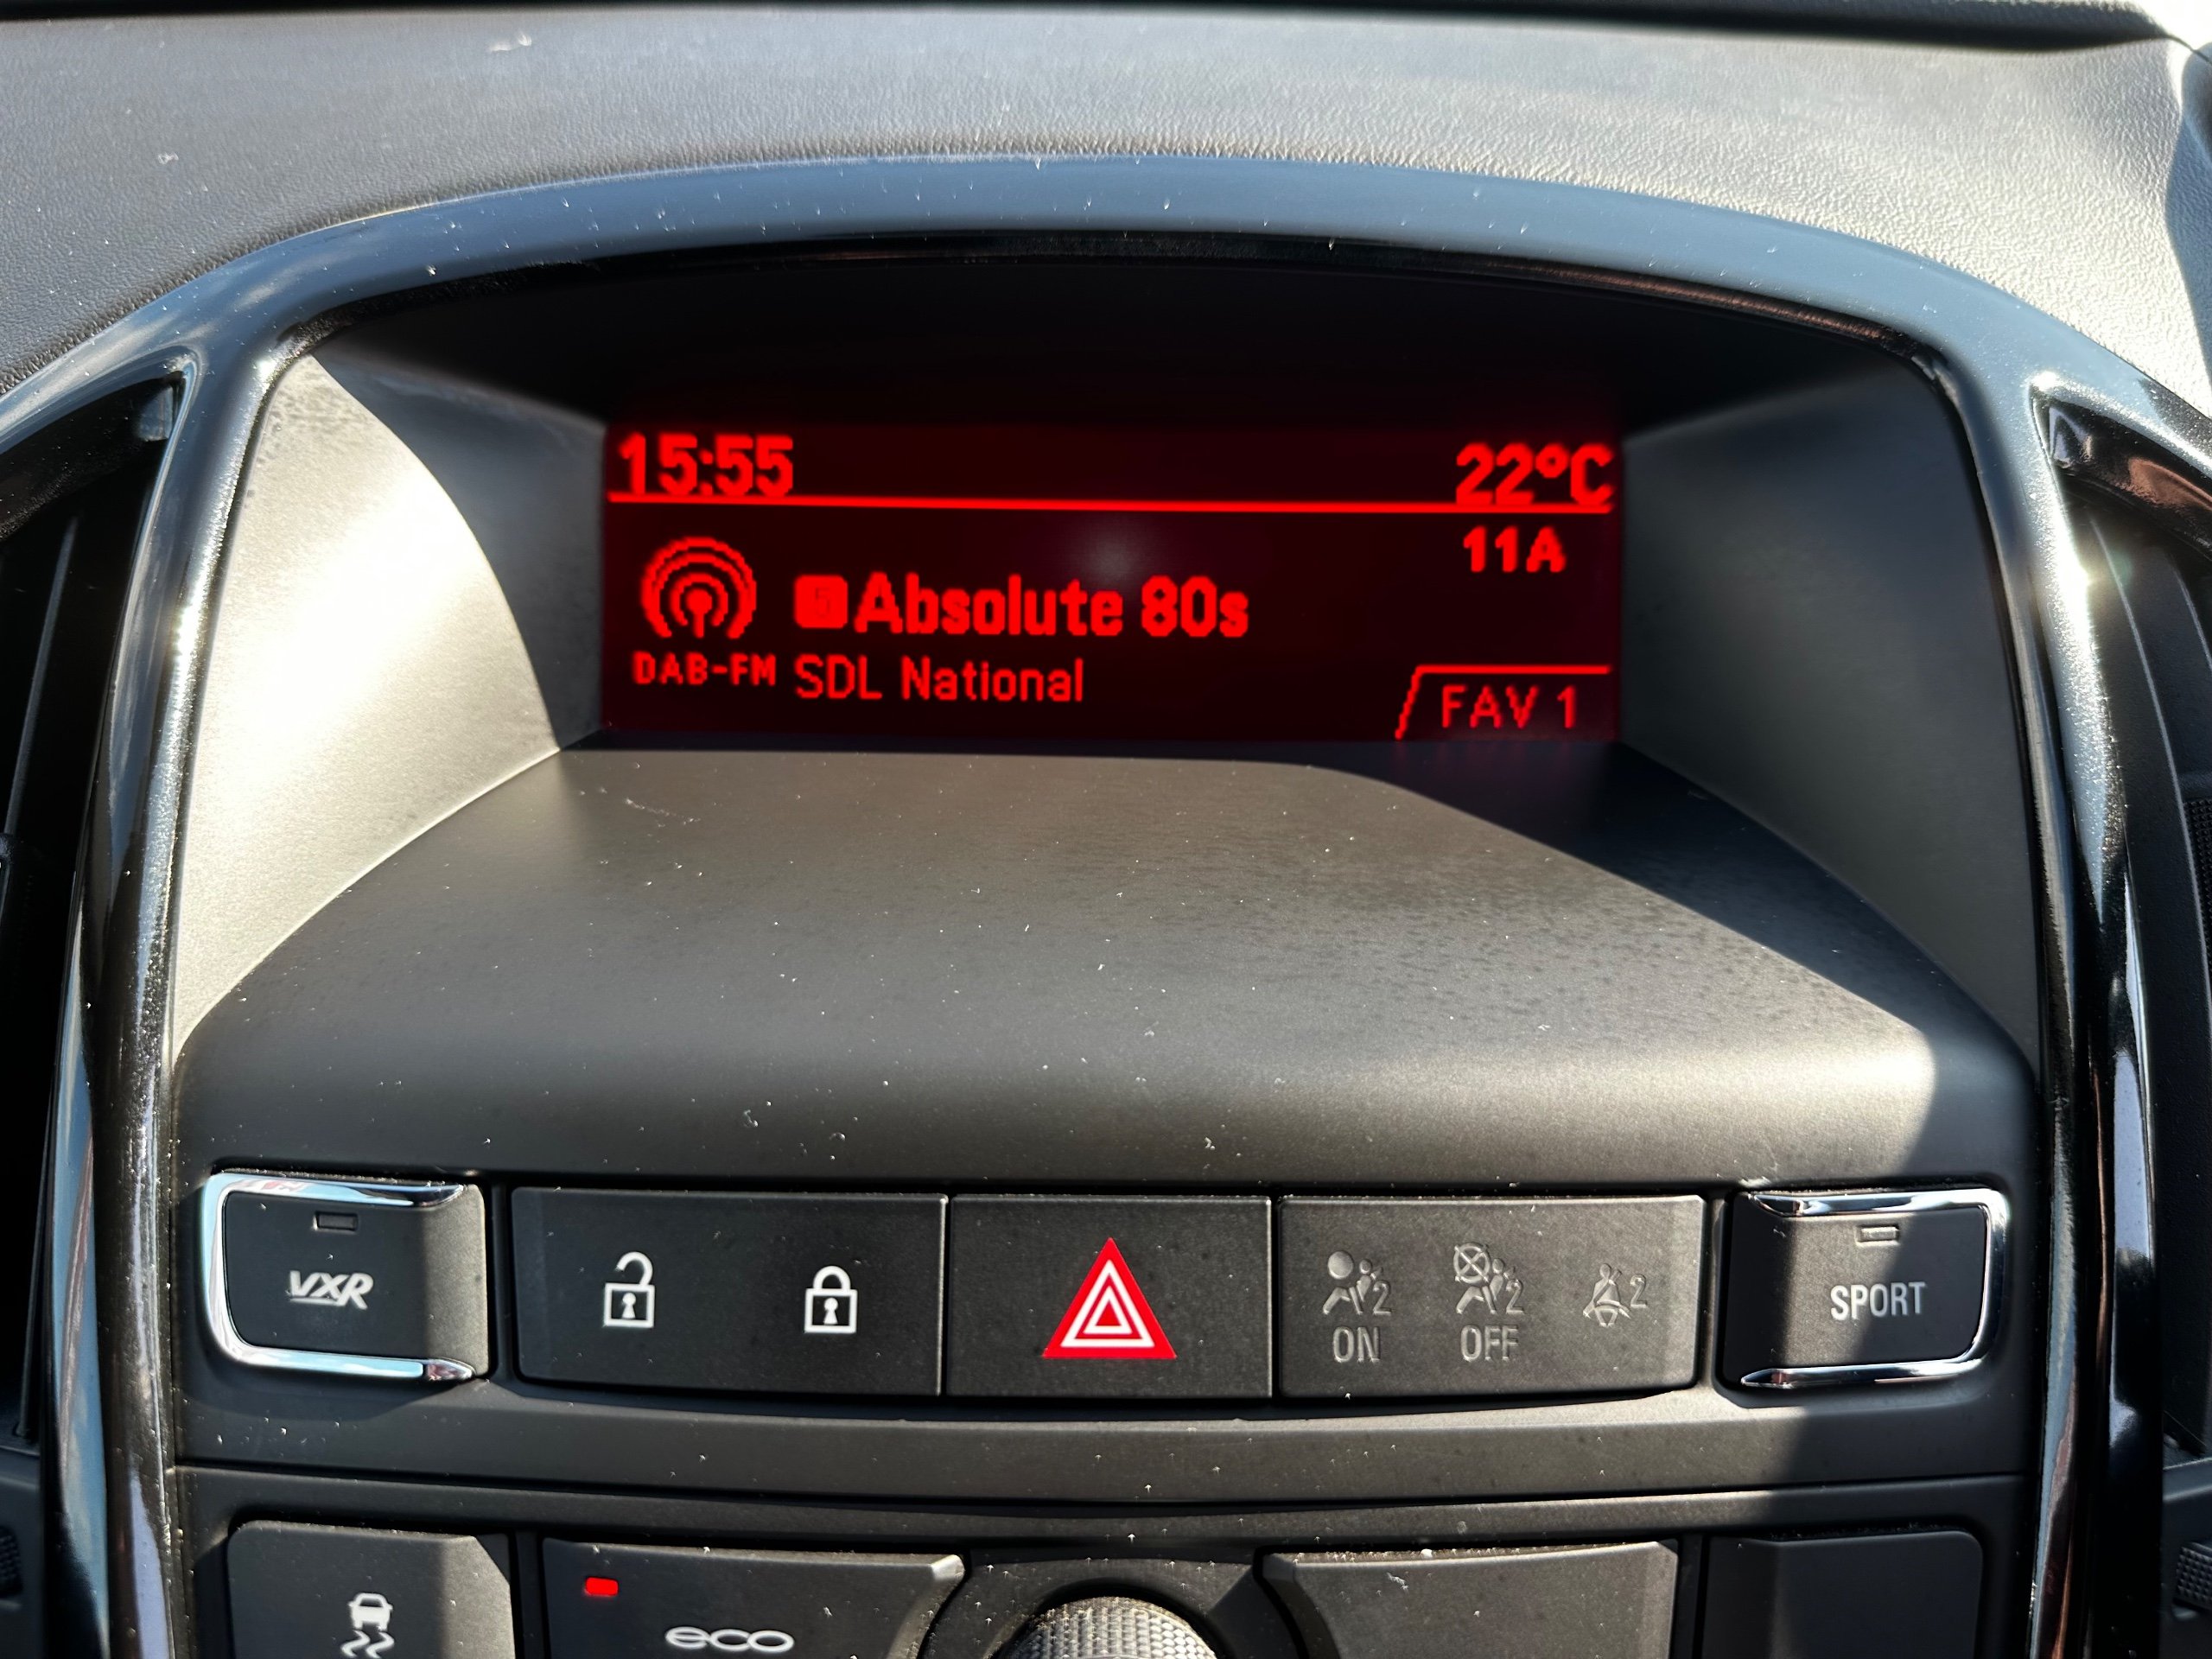 15:55 22°C
11A
5 Absolute 80s
DAB-FM SDL National
FAV 1
VXR
2 2 2
ON OFF
SPORT
eco